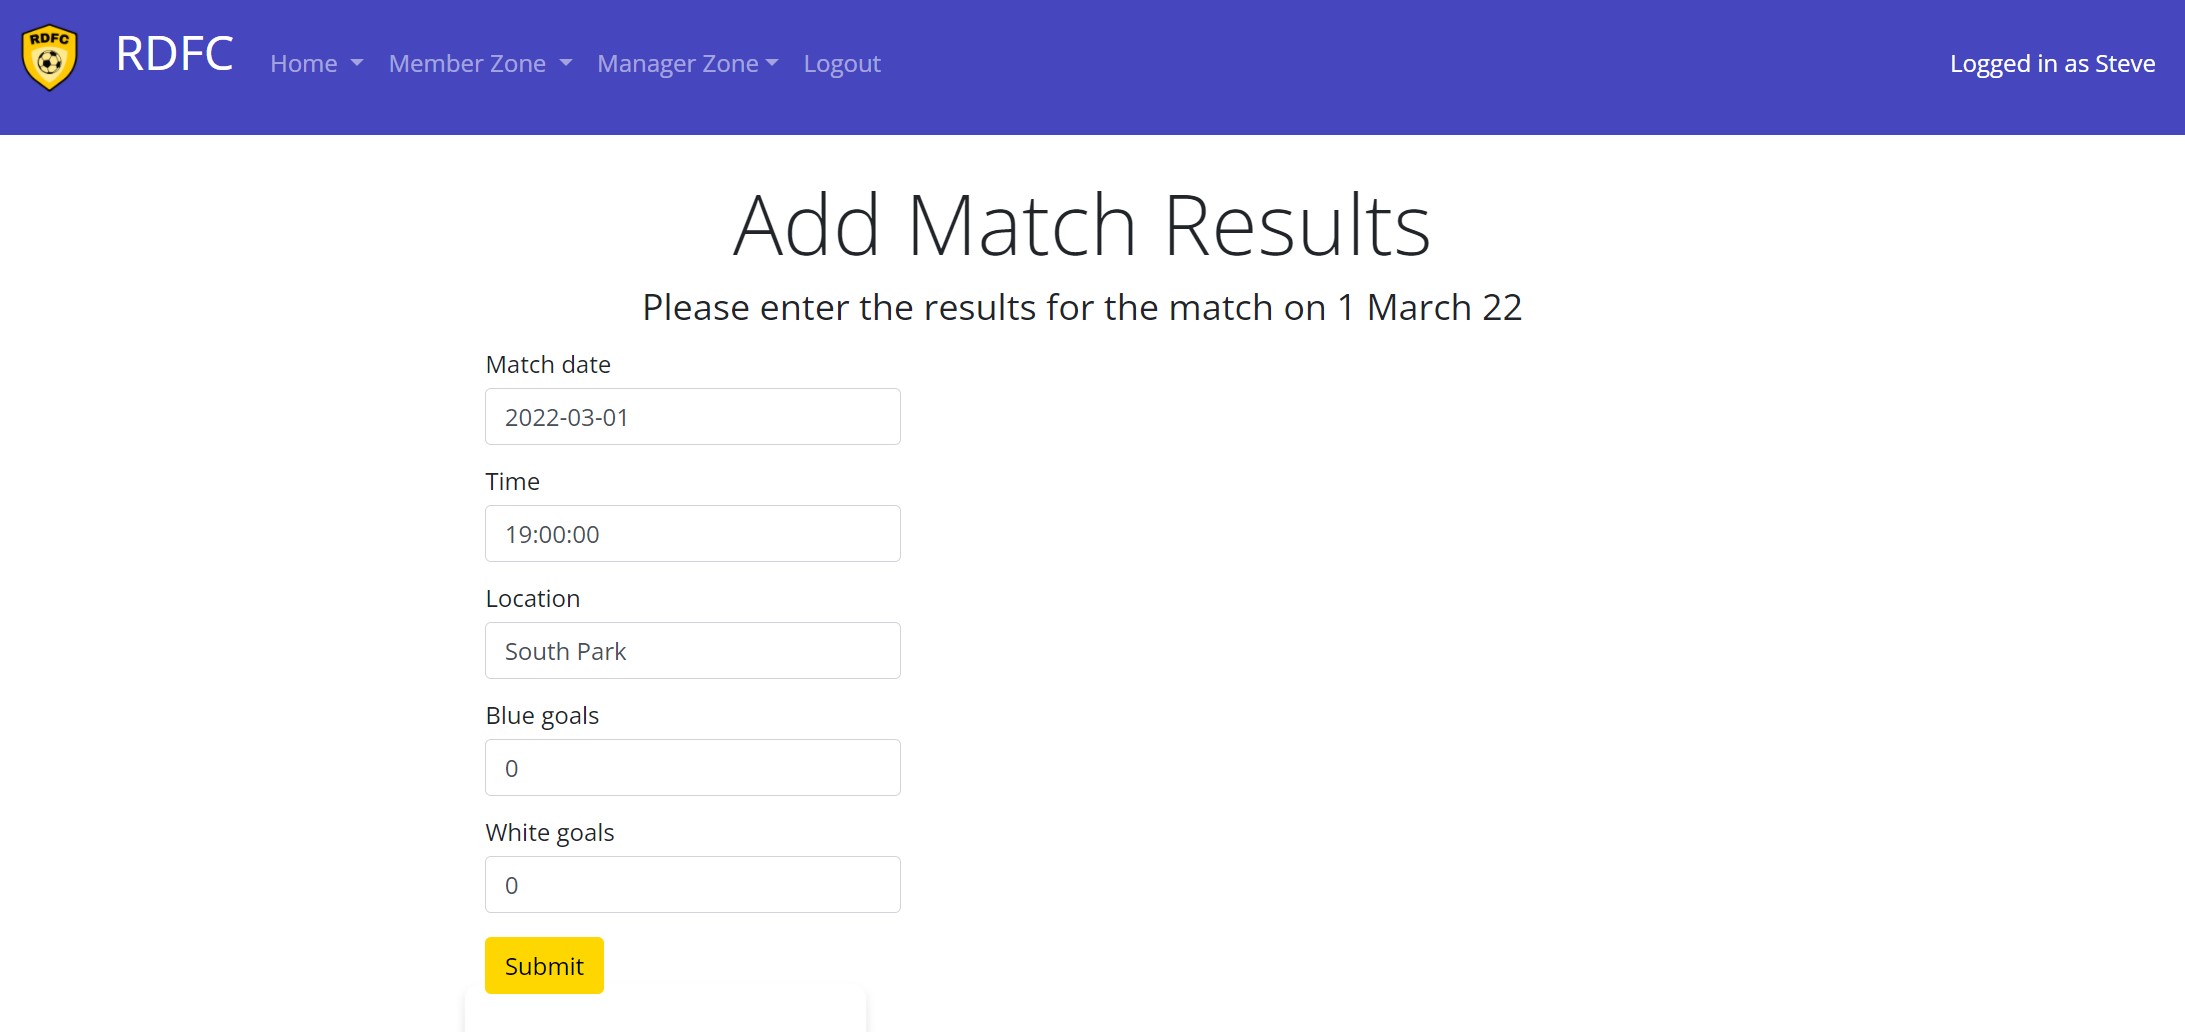 RDFC
RDFC Home Member Zone Manager Zone Logout Logged in as Steve
Add Match Results
Please enter the results for the match on 1 March 22
Match date
2022-03-01
Time
19:00:00
Location
South Park
Blue goals
0
White goals
0
Submit